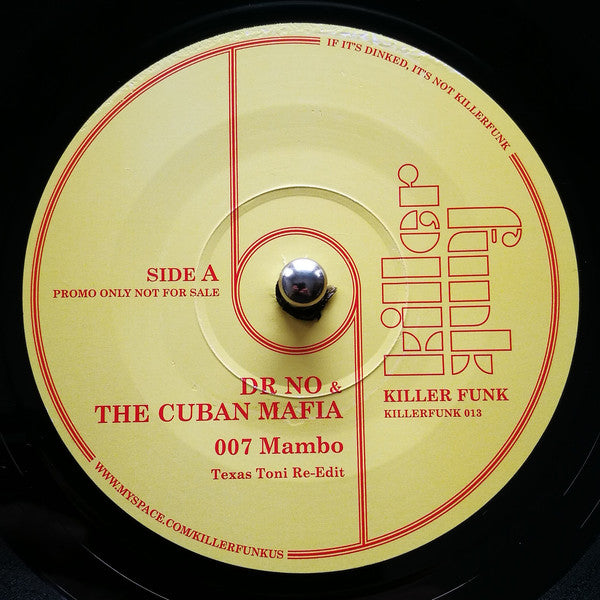 IF IT'S DINKED, IT'S NOT KILLERFUNK
killer
funk
SIDE A
PROMO ONLY NOT FOR SALE
KILLER FUNK
KILLERFUNK 013
DR NO &
THE CUBAN MAFIA
007 Mambo
Texas Toni Re-Edit
WWW.MYSPACE.COM/KILLERFUNKUS